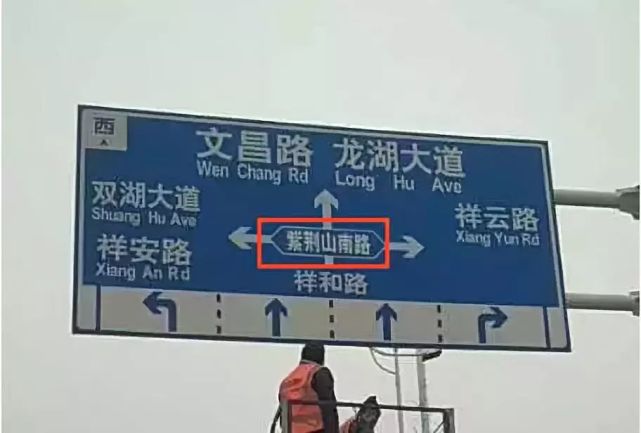 西
文昌路 龙湖大道
Wen Chang Rd Long Hu Ave
双湖大道
Shuang Hu Ave
祥云路
Xiang Yun Rd
紫荆山南路
祥安路
Xiang An Rd
祥和路